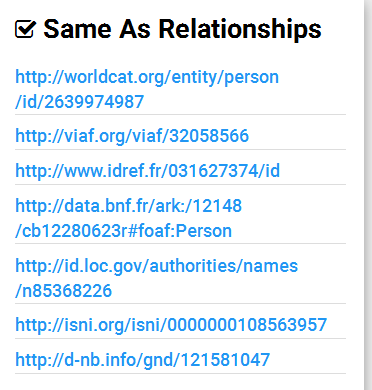 Same As Relationships
http://worldcat.org/entity/person
/id/2639974987
http://viaf.org/viaf/32058566
http://www.idref.fr/031627374/id
http://data.bnf.fr/ark:/12148
/cb12280623r#foaf:Person
http://id.loc.gov/authorities/names
/n85368226
http://isni.org/isni/0000000108563957
http://d-nb.info/gnd/121581047